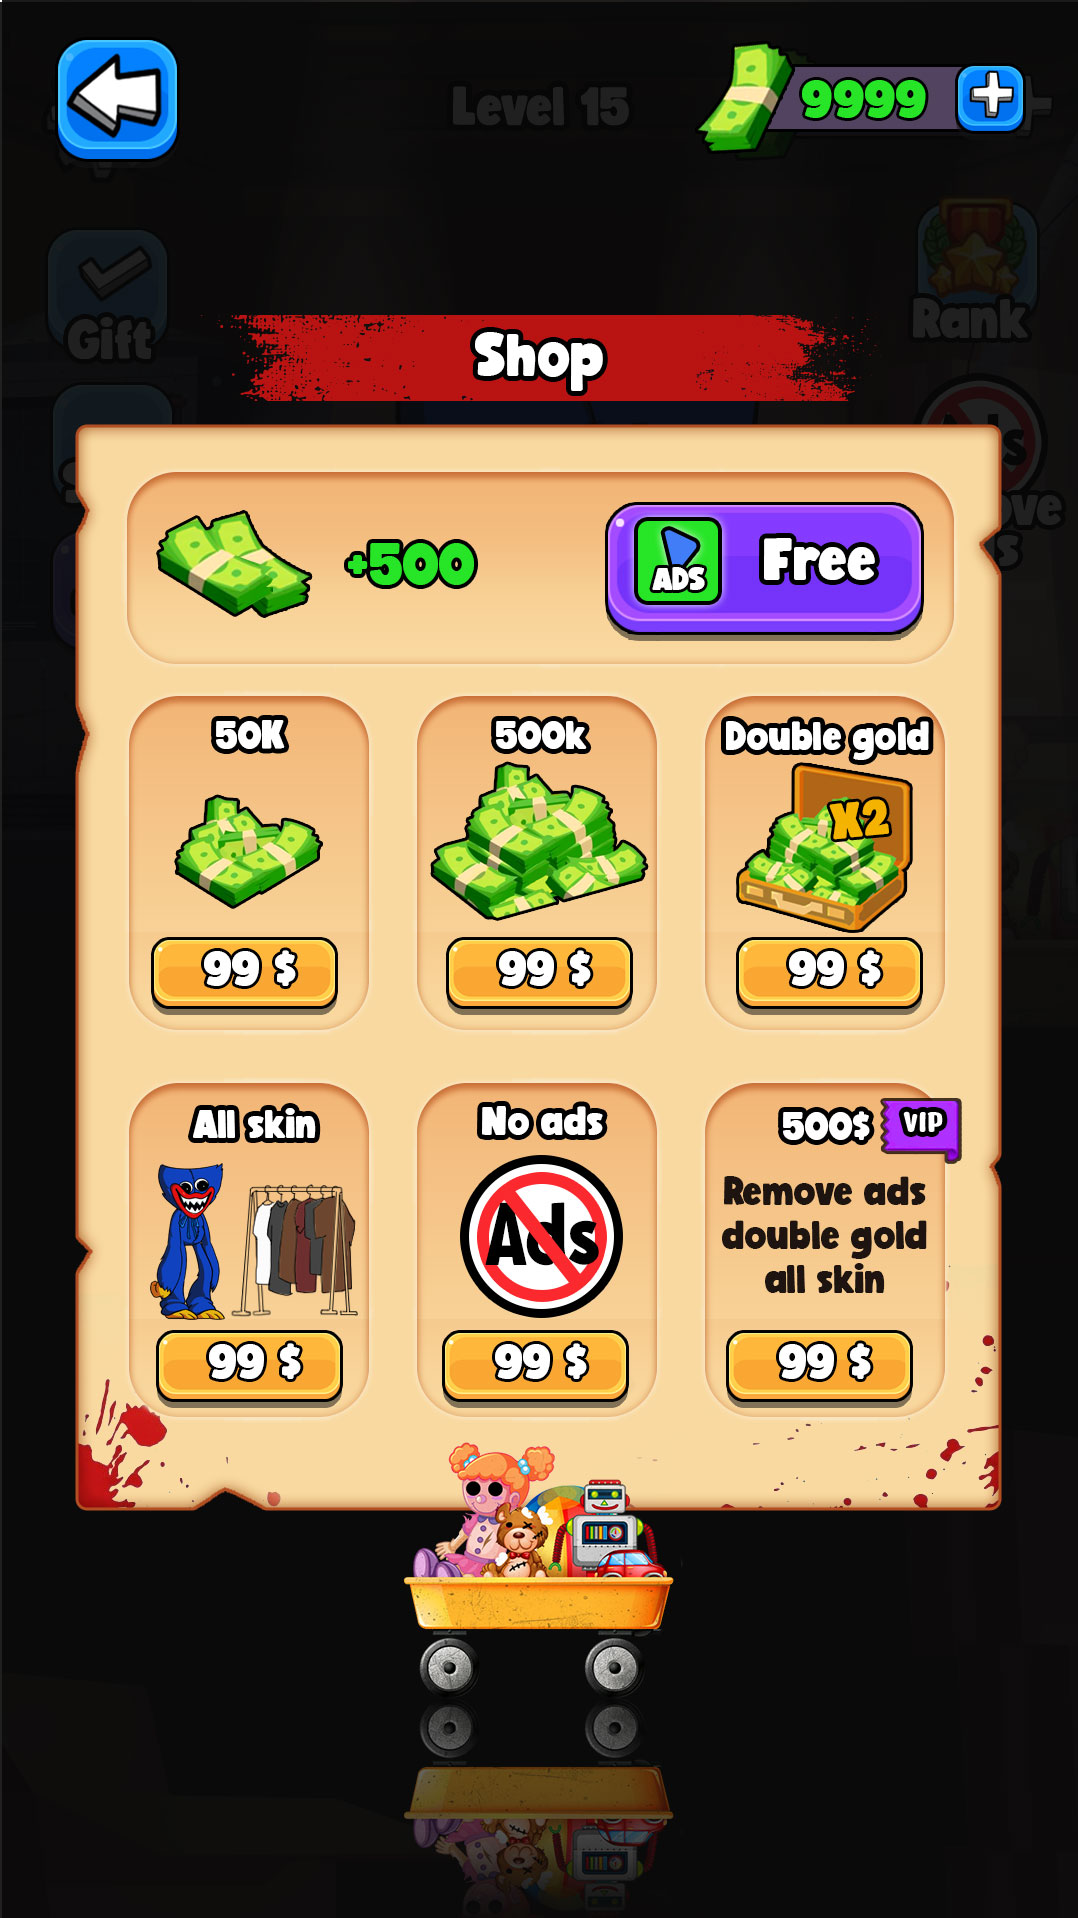 Level 15
9999
Gift
Rank
Shop
+500
ADS
Free
50K
500k
Double gold
X2
99 $
99 $
99 $
All skin
No ads
500$
VIP
Ads
Remove ads
double gold
all skin
99 $
99 $
99 $